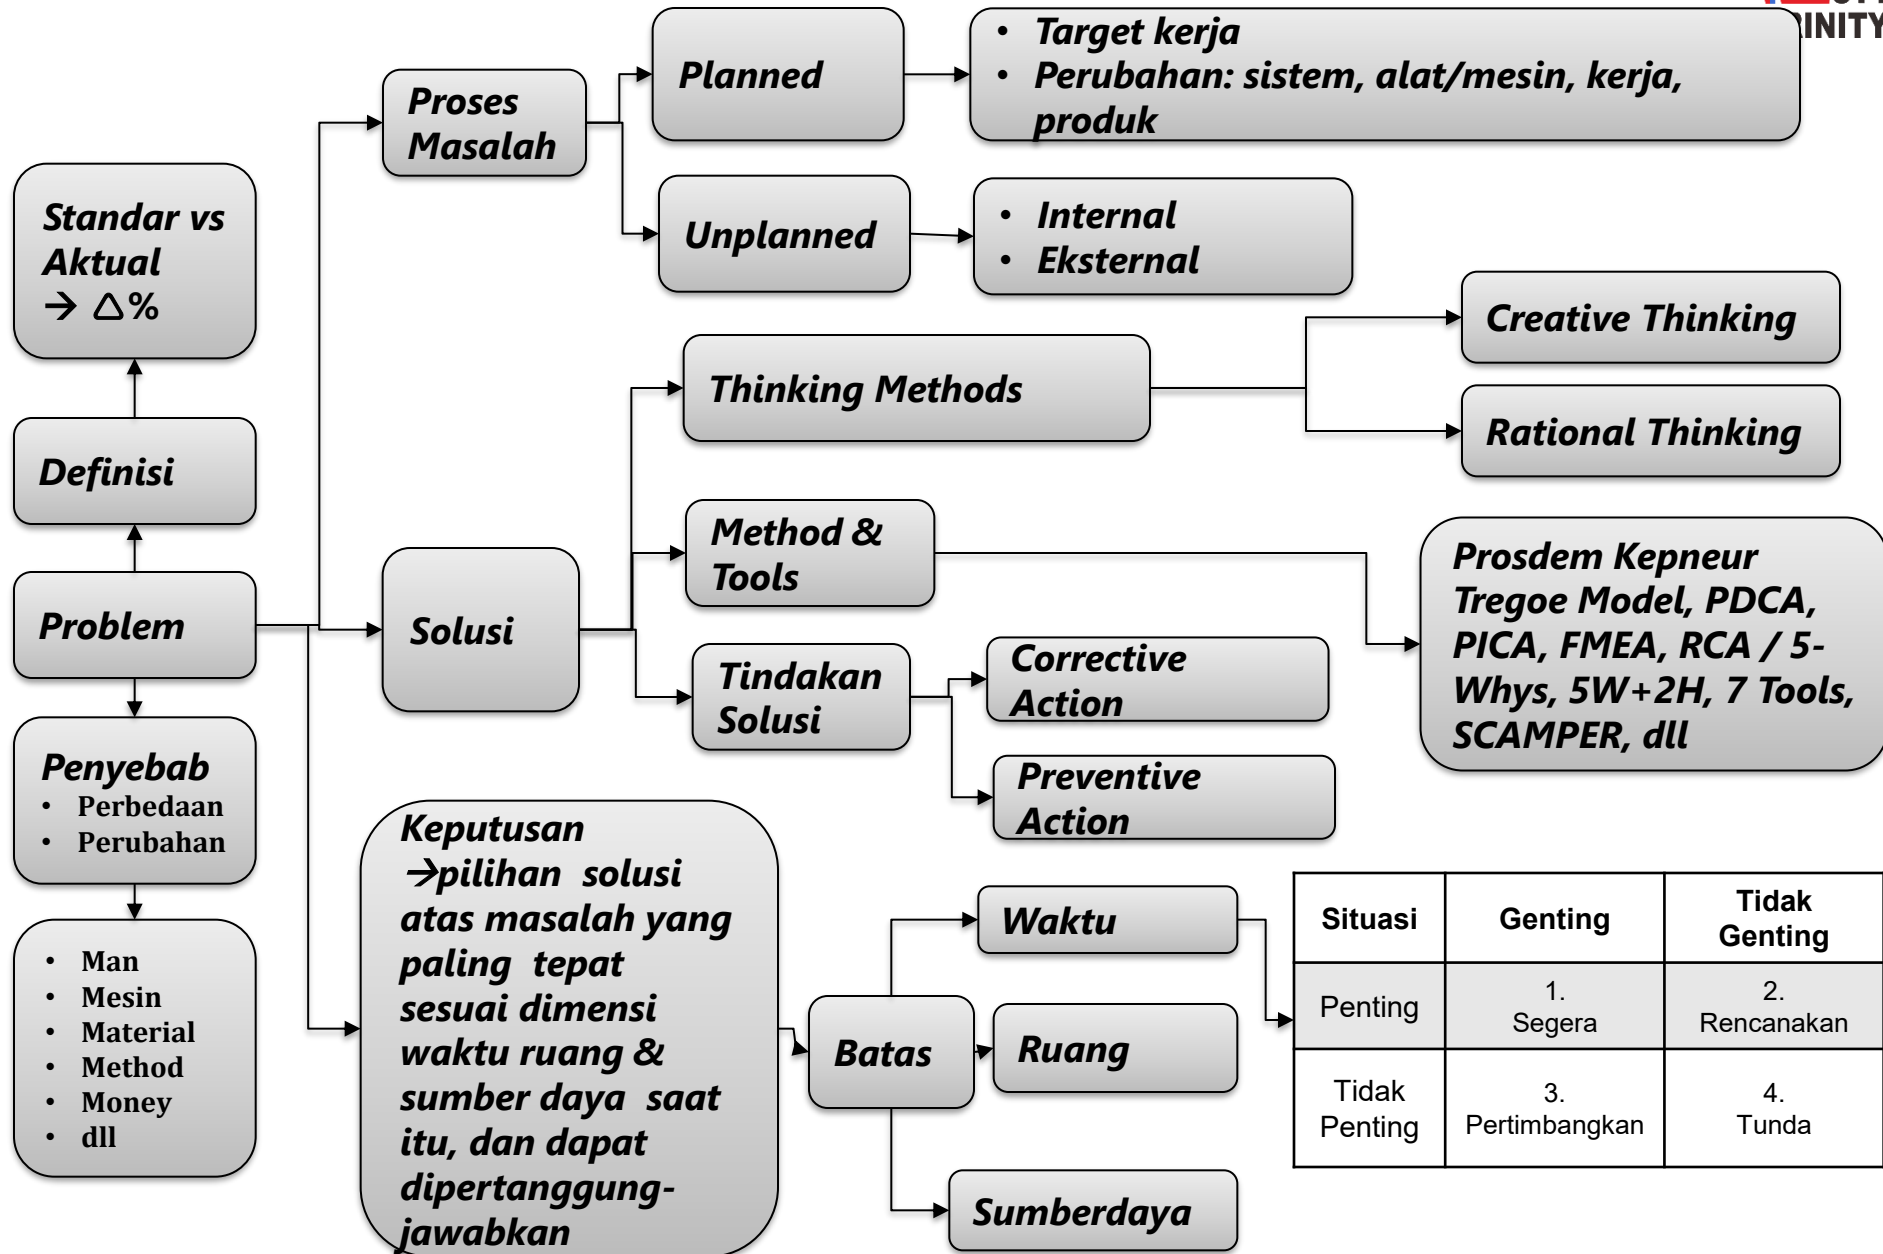 RINITY
Standar vs
Aktual
→ △%
Definisi
Problem
Penyebab
• Perbedaan
• Perubahan
• Man
• Mesin
• Material
• Method
• Money
• dll
Proses
Masalah
Planned
• Target kerja
• Perubahan: sistem, alat/mesin, kerja,
produk
Unplanned
• Internal
• Eksternal
Solusi
Thinking Methods
Creative Thinking
Rational Thinking
Method &
Tools
Prosdem Kepneur
Tregoe Model, PDCA,
PICA, FMEA, RCA / 5-
Whys, 5W+2H, 7 Tools,
SCAMPER, dll
Tindakan
Solusi
Corrective
Action
Preventive
Action
Keputusan
→pilihan solusi
atas masalah yang
paling tepat
sesuai dimensi
waktu ruang &
sumber daya saat
itu, dan dapat
dipertanggung-
jawabkan
Batas
Waktu
Ruang
Sumberdaya
Situasi
Genting
Tidak
Genting
Penting
1.
Segera
2.
Rencanakan
Tidak
Penting
3.
Pertimbangkan
4.
Tunda